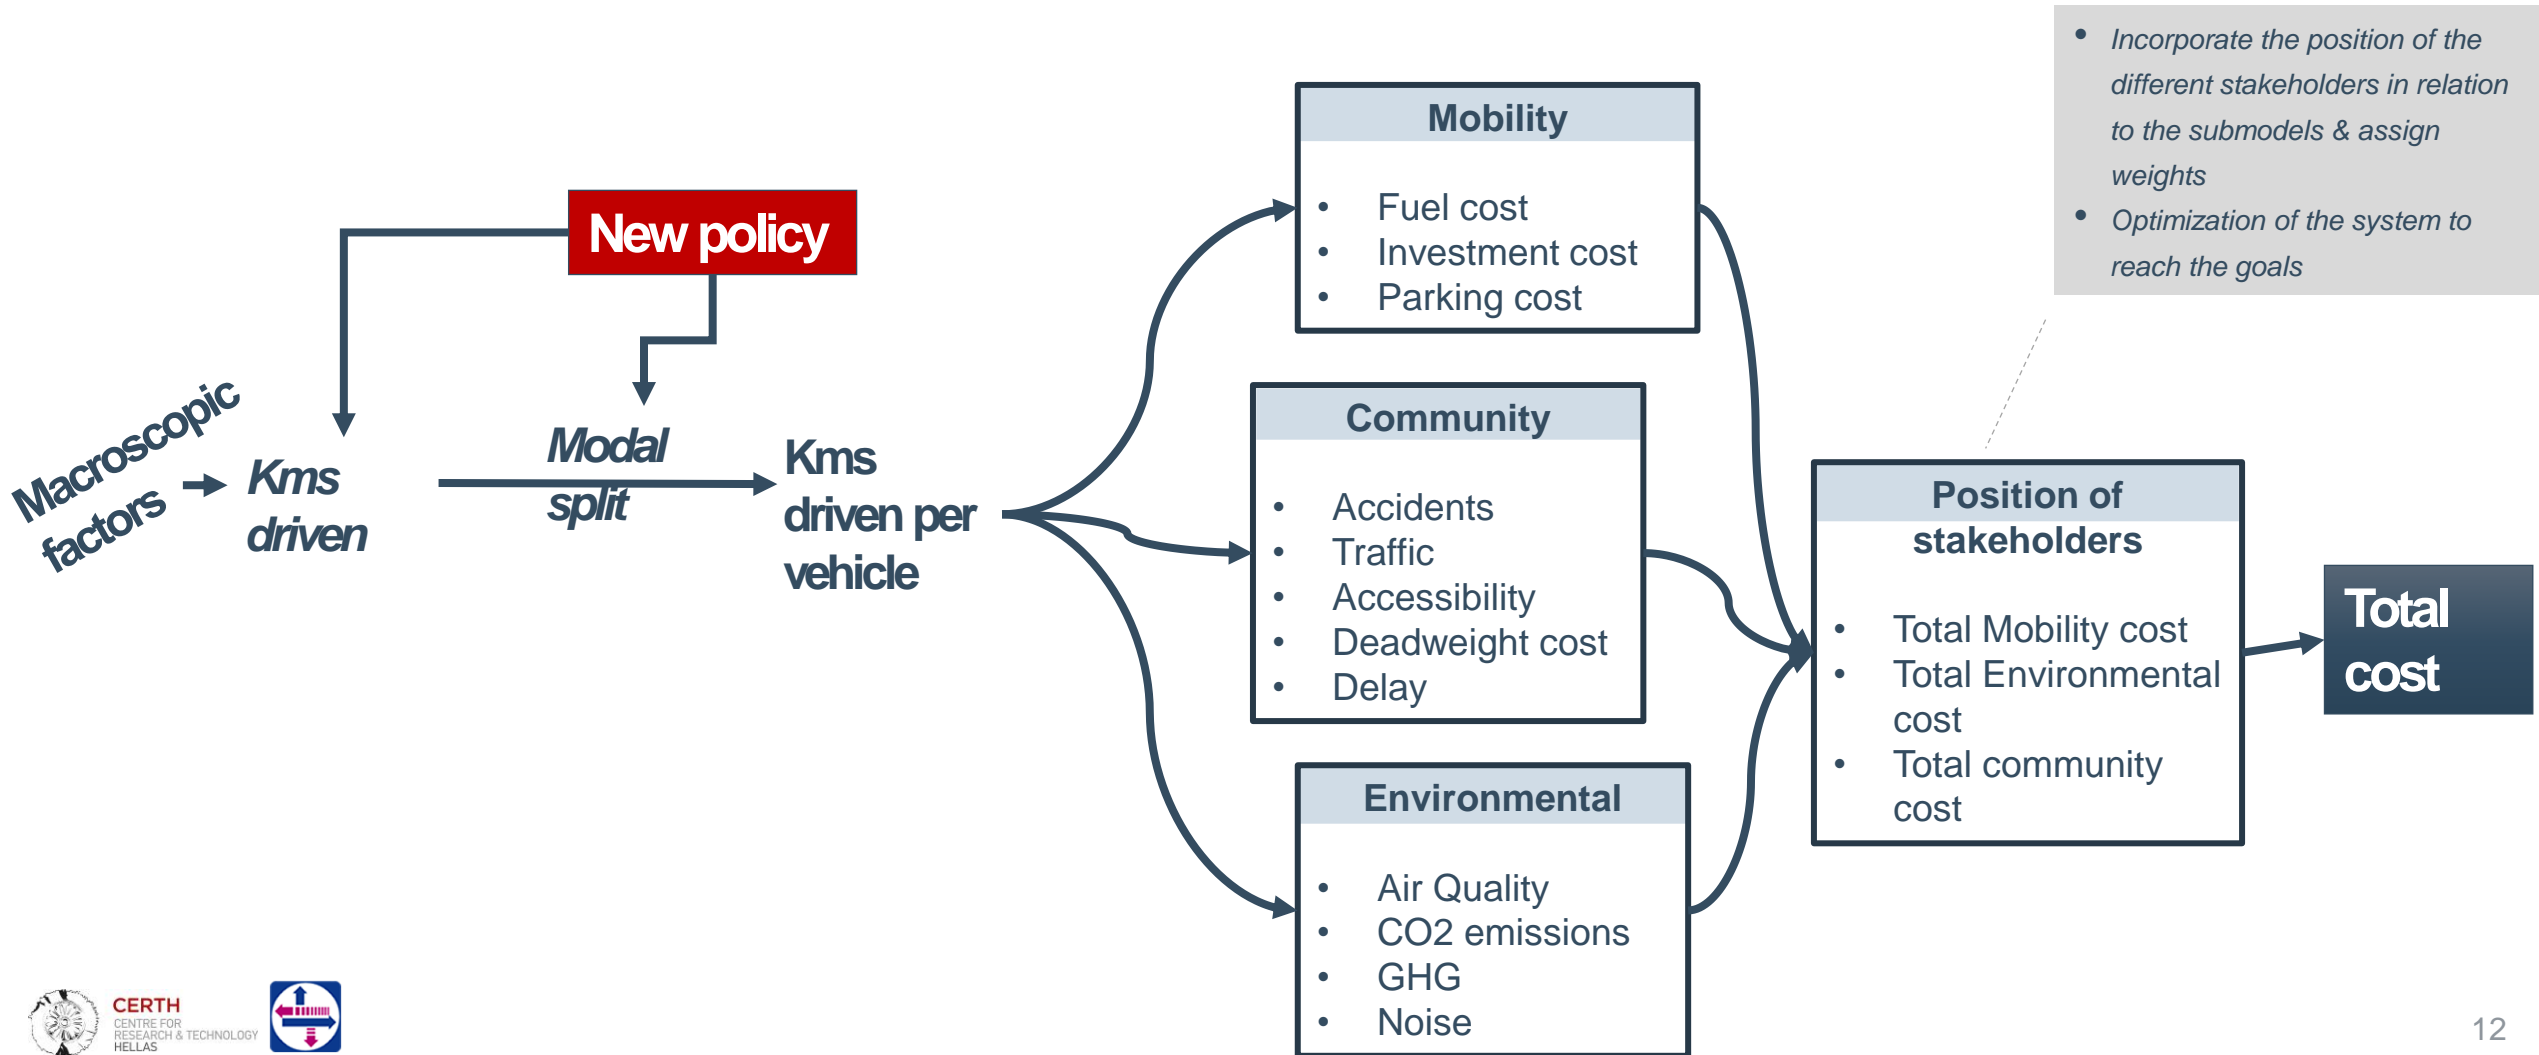 • Incorporate the position of the
different stakeholders in relation
to the submodels & assign
weights
• Optimization of the system to
reach the goals
New policy
Macroscopic
factors
Kms
driven
Modal
split
Kms
driven per
vehicle
Mobility
• Fuel cost
• Investment cost
• Parking cost
Community
• Accidents
• Traffic
• Accessibility
• Deadweight cost
• Delay
Environmental
• Air Quality
• CO2 emissions
• GHG
• Noise
Position of
stakeholders
• Total Mobility cost
• Total Environmental
cost
• Total community
cost
Total
cost
CERTH
CENTRE FOR
RESEARCH & TECHNOLOGY
HELLAS
12